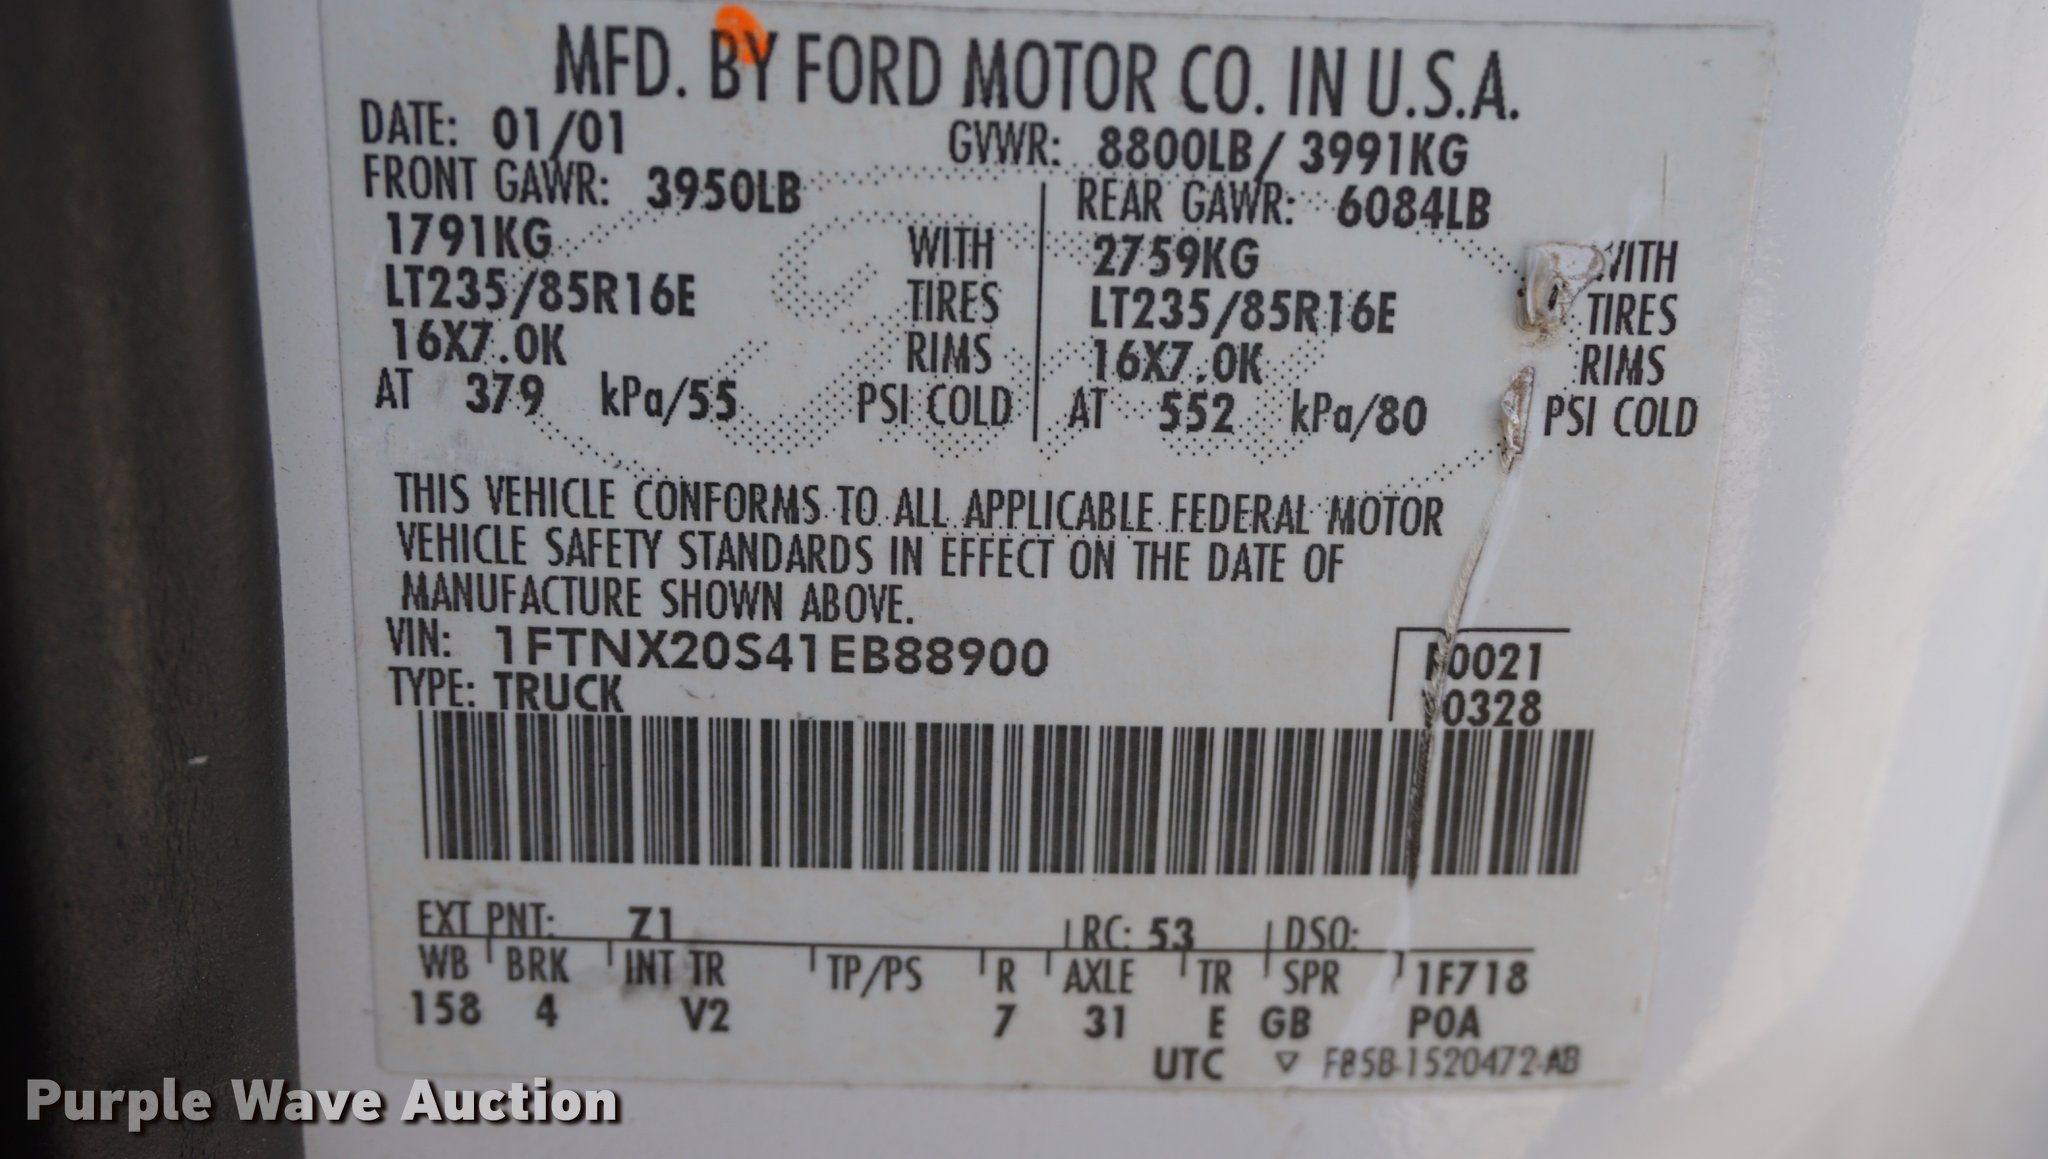 MFD. BY FORD MOTOR CO. IN U.S.A.
DATE: 01/01 GVWR: 8800LB/ 3991KG
FRONT GAWR: 3950LB REAR GAWR: 6084LB
1791KG WITH 2759KG WITH
LT235/85R16E TIRES LT235/85R16E TIRES
16X7.0K RIMS 16X7.0K RIMS
AT 379 kPa/55 PSI COLD AT 552 kPa/80 PSI COLD
THIS VEHICLE CONFORMS TO ALL APPLICABLE FEDERAL MOTOR
VEHICLE SAFETY STANDARDS IN EFFECT ON THE DATE OF
MANUFACTURE SHOWN ABOVE.
VIN: 1FTNX20S41EB88900
TYPE: TRUCK
0328
EXT PNT: Z1 RC: 53 DSO:
WB BRK INT TR TP/PS R AXLE TR SPR 1F718
158 4 V2 7 31 E GB POA
UTC ▽ F85B-1520472-AB
Purple Wave Auction